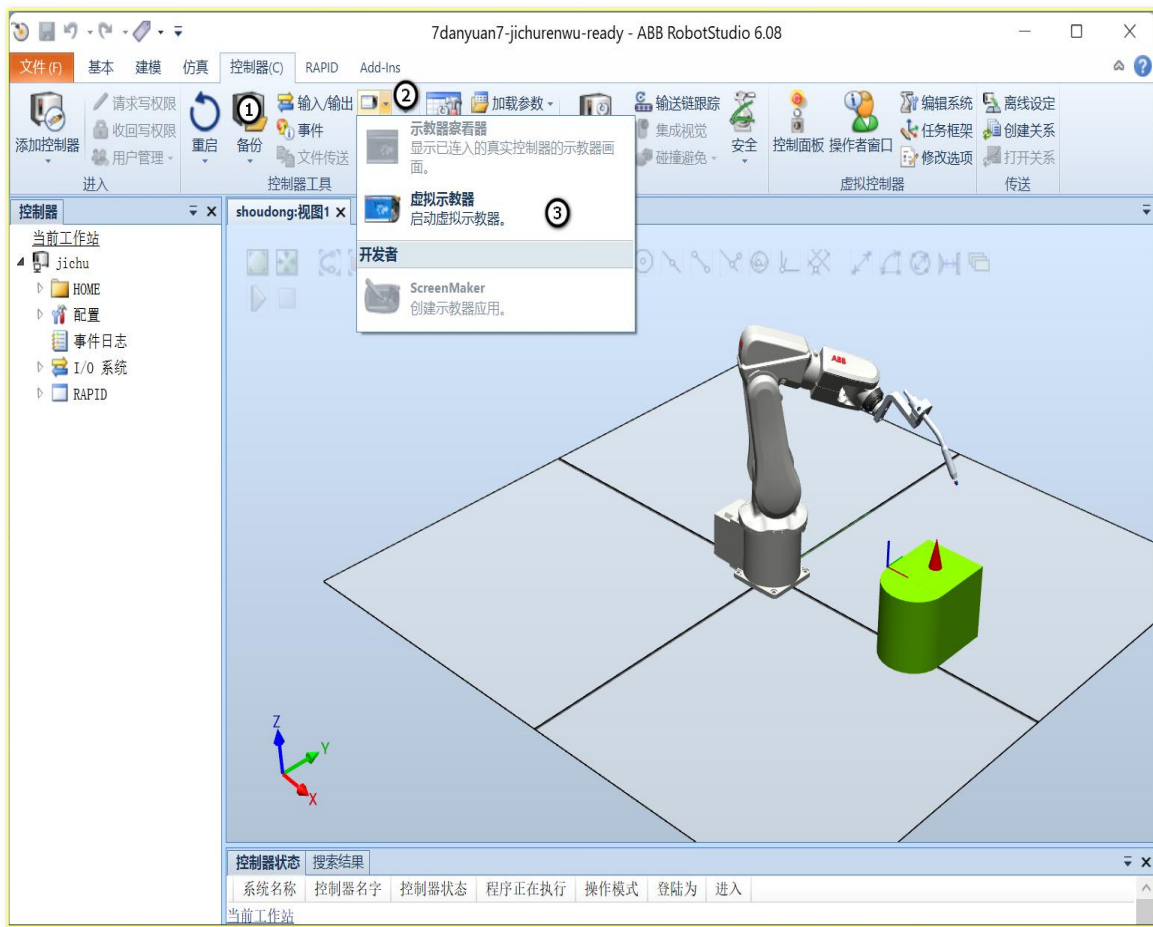 7danyuan7-jichurenwu-ready - ABB RobotStudio 6.08
文件(F) 基本 建模 仿真 控制器(C) RAPID Add-Ins
添加控制器
请求写权限
收回写权限
用户管理
进入
重启
备份
①
输入/输出
事件
文件传送
控制器工具
②
加载参数
输送链跟踪
集成视觉
碰撞避免
安全
控制面板
操作者窗口
编辑系统
任务框架
修改选项
虚拟控制器
离线设定
创建关系
打开关系
传送
示教器察看器
显示已连入的真实控制器的示教器画
面。
虚拟示教器
启动虚拟示教器。
③
开发者
ScreenMaker
创建示教器应用。
控制器
当前工作站
jichu
HOME
配置
事件日志
I/O 系统
RAPID
shoudong:视图1
ABB
Z
Y
X
控制器状态 搜索结果
系统名称 控制器名字 控制器状态 程序正在执行 操作模式 登陆为 进入
当前工作站